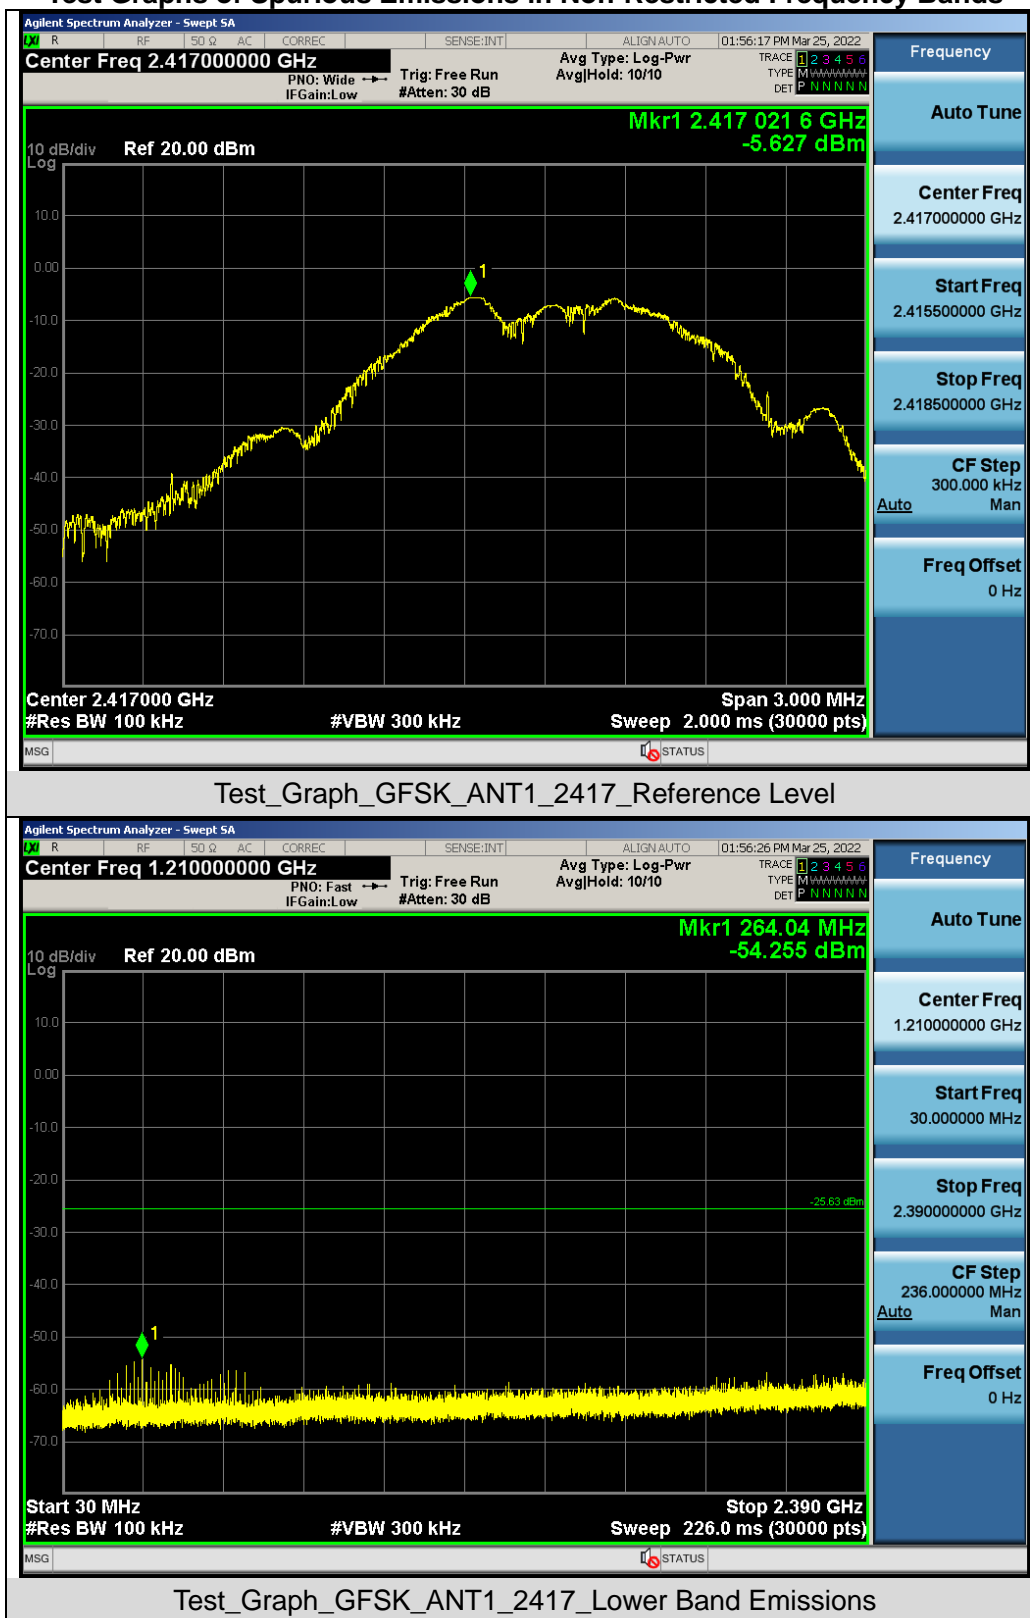 Test Graphs of Spurious Emissions in Non-Restricted Frequency Bands
Agilent Spectrum Analyzer - Swept SA
LXI R RF 50 Ω AC CORREC SENSE:INT ALIGN AUTO 01:56:17 PM Mar 25, 2022
Center Freq 2.417000000 GHz
PNO: Wide
IFGain:Low
Trig: Free Run
#Atten: 30 dB
Avg Type: Log-Pwr
Avg|Hold: 10/10
TRACE 1 2 3 4 5 6
TYPE M WWWWW
DET P N N N N N
Mkr1 2.417 021 6 GHz
-5.627 dBm
10 dB/div
Log
Ref 20.00 dBm
10.0
0.00
-10.0
-20.0
-30.0
-40.0
-50.0
-60.0
-70.0
1
Center 2.417000 GHz
#Res BW 100 kHz
#VBW 300 kHz
Span 3.000 MHz
Sweep 2.000 ms (30000 pts)
MSG
STATUS
Frequency
Auto Tune
Center Freq
2.417000000 GHz
Start Freq
2.415500000 GHz
Stop Freq
2.418500000 GHz
CF Step
300.000 kHz
Auto Man
Freq Offset
0 Hz
Test_Graph_GFSK_ANT1_2417_Reference Level
Agilent Spectrum Analyzer - Swept SA
LXI R RF 50 Ω AC CORREC SENSE:INT ALIGN AUTO 01:56:26 PM Mar 25, 2022
Center Freq 1.210000000 GHz
PNO: Fast
IFGain:Low
Trig: Free Run
#Atten: 30 dB
Avg Type: Log-Pwr
Avg|Hold: 10/10
TRACE 1 2 3 4 5 6
TYPE M WWWWW
DET P N N N N N
Mkr1 264.04 MHz
-54.255 dBm
10 dB/div
Log
Ref 20.00 dBm
10.0
0.00
-10.0
-20.0
-30.0
-40.0
-50.0
-60.0
-70.0
-25.63 dBm
1
Start 30 MHz
#Res BW 100 kHz
#VBW 300 kHz
Stop 2.390 GHz
Sweep 226.0 ms (30000 pts)
MSG
STATUS
Frequency
Auto Tune
Center Freq
1.210000000 GHz
Start Freq
30.000000 MHz
Stop Freq
2.390000000 GHz
CF Step
236.000000 MHz
Auto Man
Freq Offset
0 Hz
Test_Graph_GFSK_ANT1_2417_Lower Band Emissions